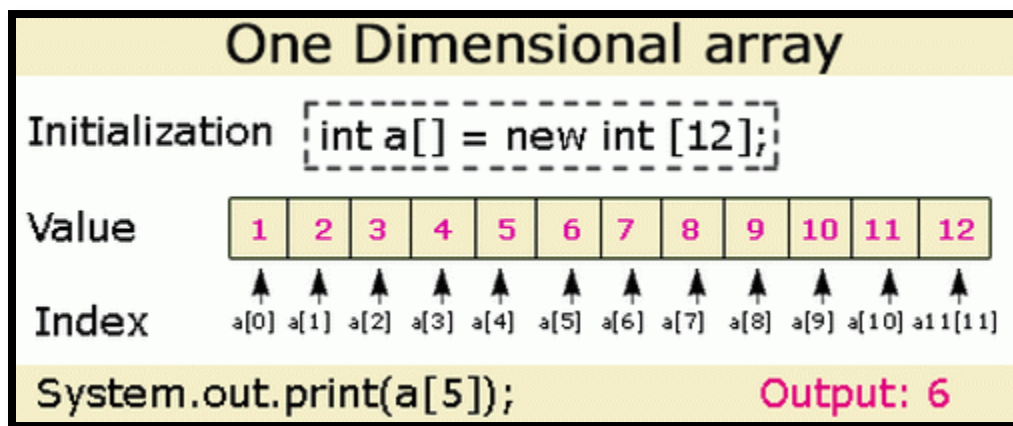 One Dimensional array
Initialization int a[] = new int [12];
Value 1 2 3 4 5 6 7 8 9 10 11 12
Index a[0] a[1] a[2] a[3] a[4] a[5] a[6] a[7] a[8] a[9] a[10] a11[11]
System.out.print(a[5]); Output: 6